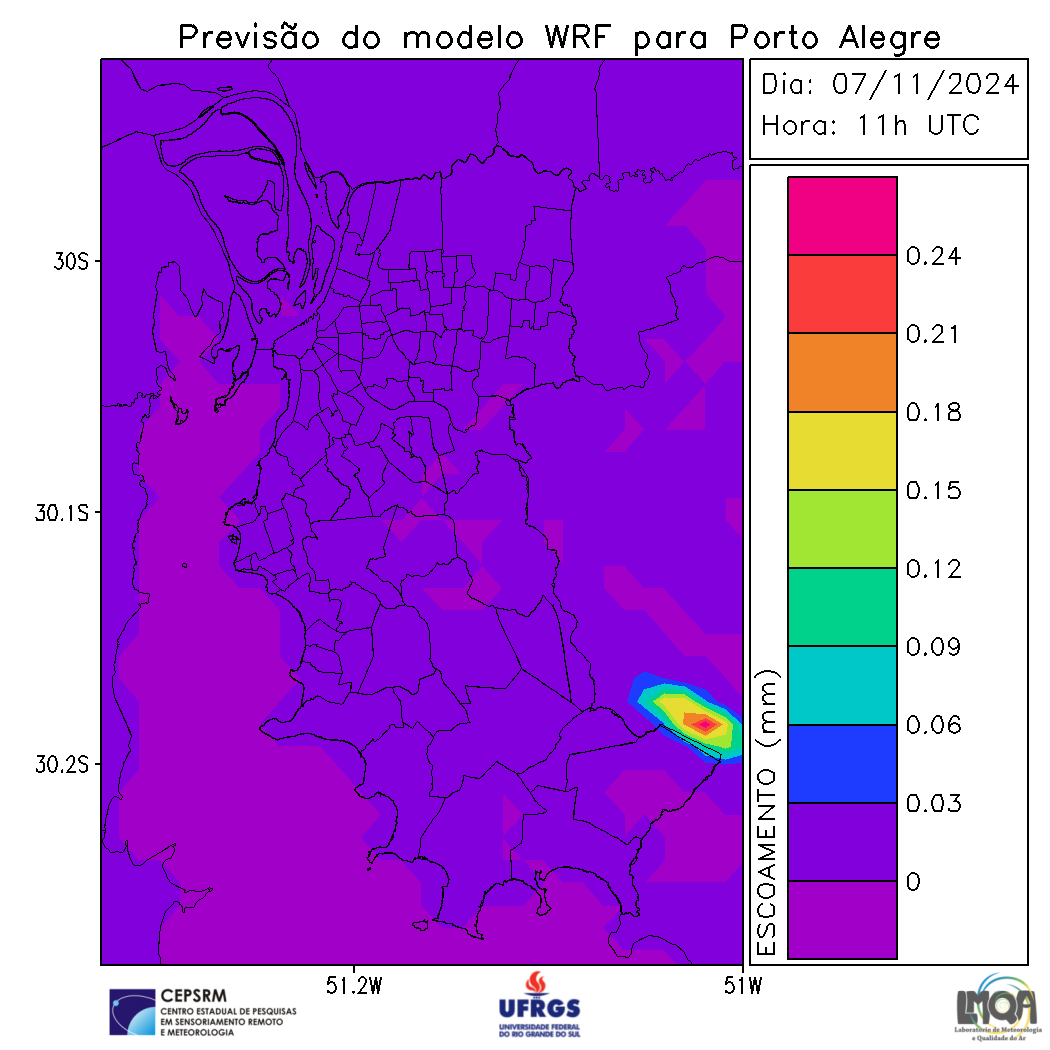 Previsão do modelo WRF para Porto Alegre
Dia: 07/11/2024
Hora: 11h UTC
30S
30.1S
30.2S
51.2W
51W
0.24
0.21
0.18
0.15
0.12
0.09
0.06
0.03
0
ESCOAMENTO (mm)
CEPSRM
CENTRO ESTADUAL DE PESQUISAS
EM SENSORIAMENTO REMOTO
E METEOROLOGIA
UFRGS
UNIVERSIDADE FEDERAL
DO RIO GRANDE DO SUL
LMQA
Laboratório de Meteorologia
e Qualidade do Ar